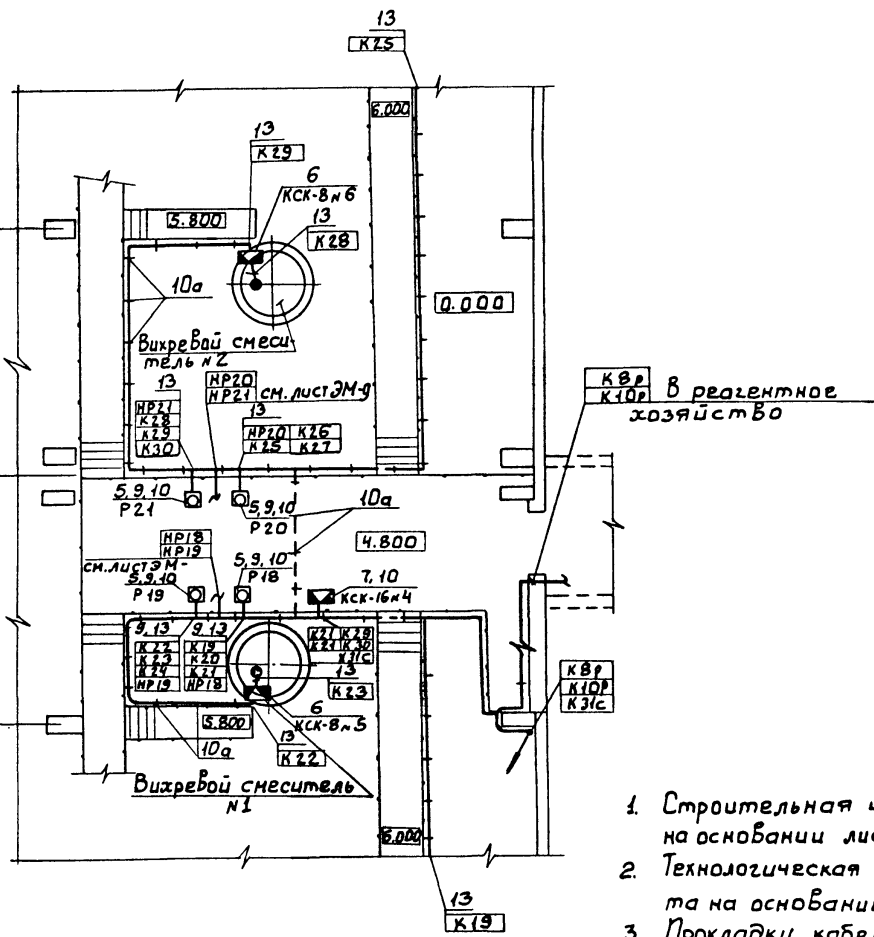 13
К25
6.000
13
К29
6
КСК-8№6
5.800
13
К28
10а
0.000
Вихревой смеси-
тель №2
13
НР21
К28
К29
К30
НР20
НР21 см.лист ЭМ-9
13
НР20 К26
К25 К27
К8р
К10р
В реагентное
хозяйство
5,9,10
Р21
5,9,10
Р20
10а
4.800
НР18
НР19
см.лист ЭМ-
5,9,10
Р19
5,9,10
Р18
7,10
КСК-16№4
9,13
К22
К23
К24
НР19
9,13
К19
К20
К21
НР18
К21 К29
К21 К30
К31с
13
К23
К8р
К10р
К31с
5.800
6
КСК-8№5
10а
13
К22
Вихревой смеситель
№1
6.000
13
К19
1. Строительная
на основании
2. Технологическая
та на основании
3. Прокладки